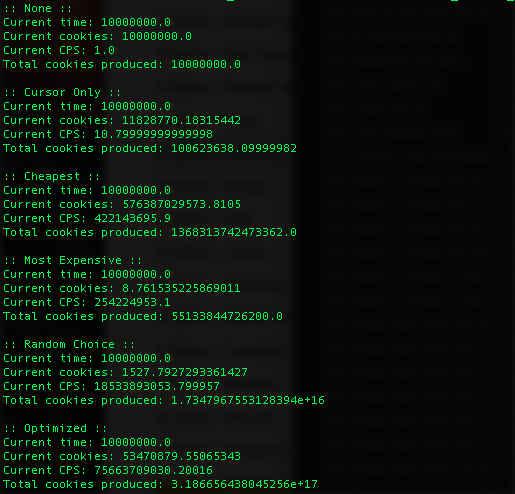 :: None ::
Current time: 10000000.0
Current cookies: 10000000.0
Current CPS: 1.0
Total cookies produced: 10000000.0
:: Cursor Only ::
Current time: 10000000.0
Current cookies: 11828770.18315442
Current CPS: 10.79999999999998
Total cookies produced: 100623638.09999982
:: Cheapest ::
Current time: 10000000.0
Current cookies: 576387029573.8105
Current CPS: 422143695.9
Total cookies produced: 1368313742473362.0
:: Most Expensive ::
Current time: 10000000.0
Current cookies: 8.761535225869011
Current CPS: 254224953.1
Total cookies produced: 55133844726200.0
:: Random Choice ::
Current time: 10000000.0
Current cookies: 1527.7927293361427
Current CPS: 18533893053.799957
Total cookies produced: 1.7347967553128394e+16
:: Optimized ::
Current time: 10000000.0
Current cookies: 53470879.55065343
Current CPS: 75663709030.20016
Total cookies produced: 3.186656438045256e+17